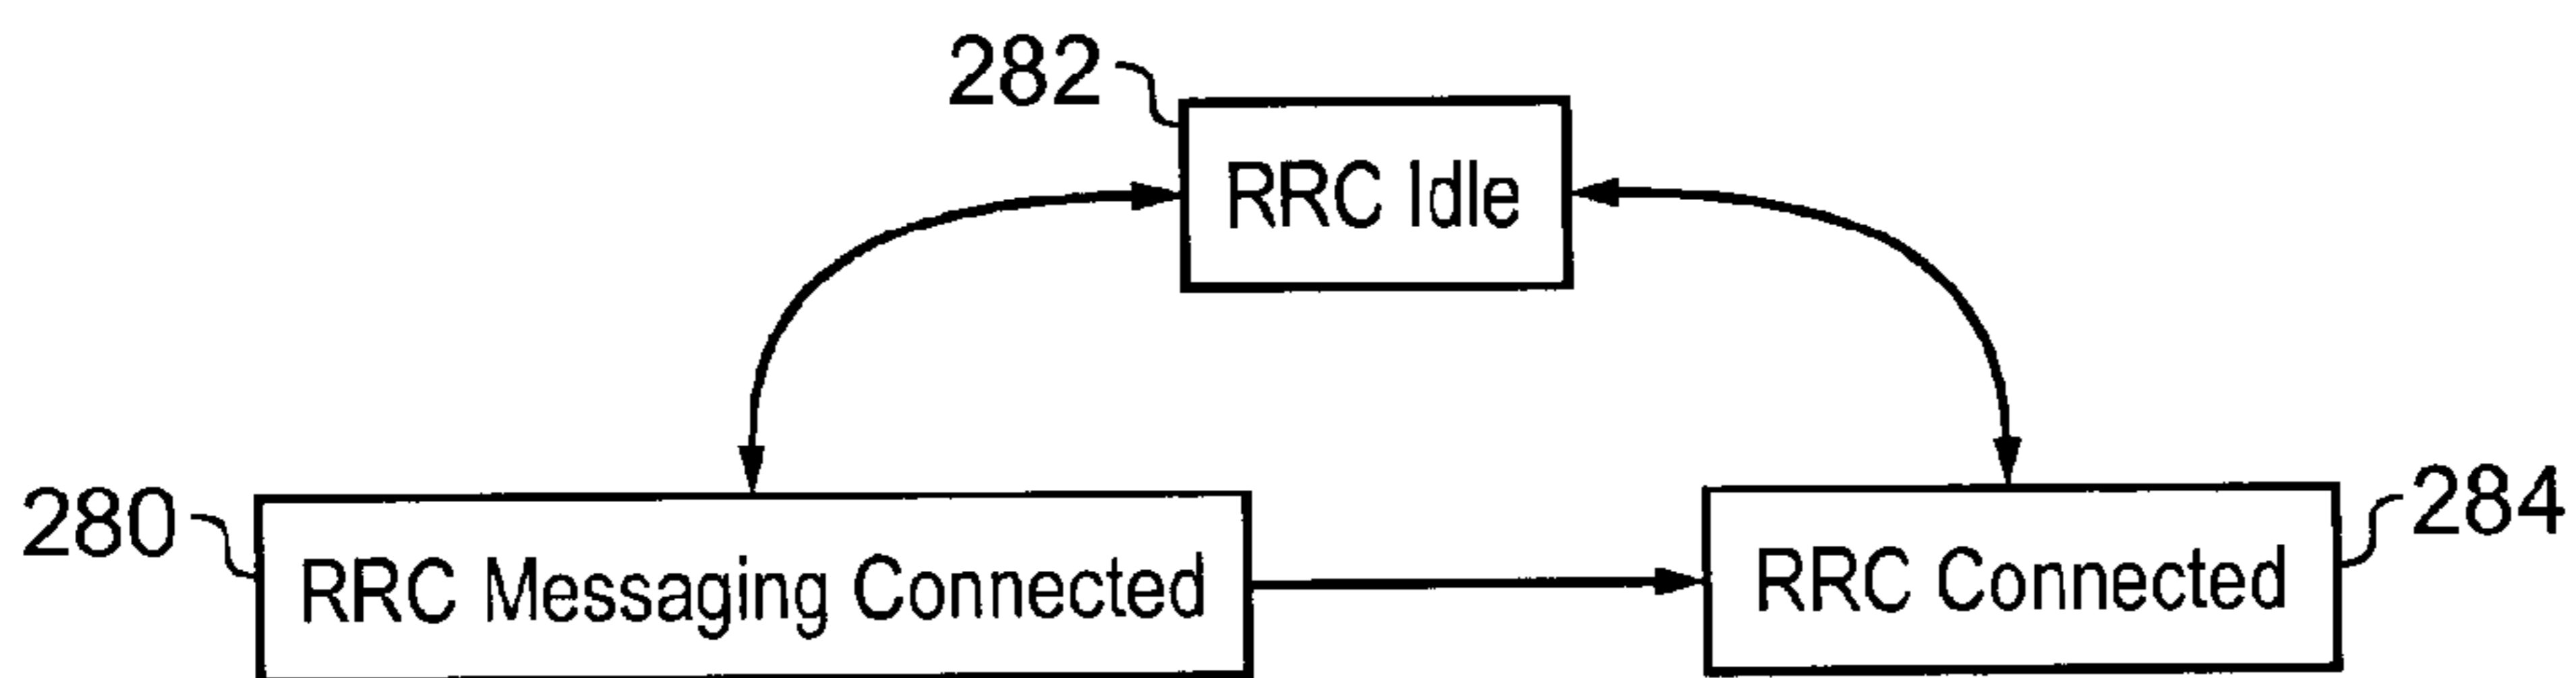 282
RRC Idle
280
RRC Messaging Connected
RRC Connected
284